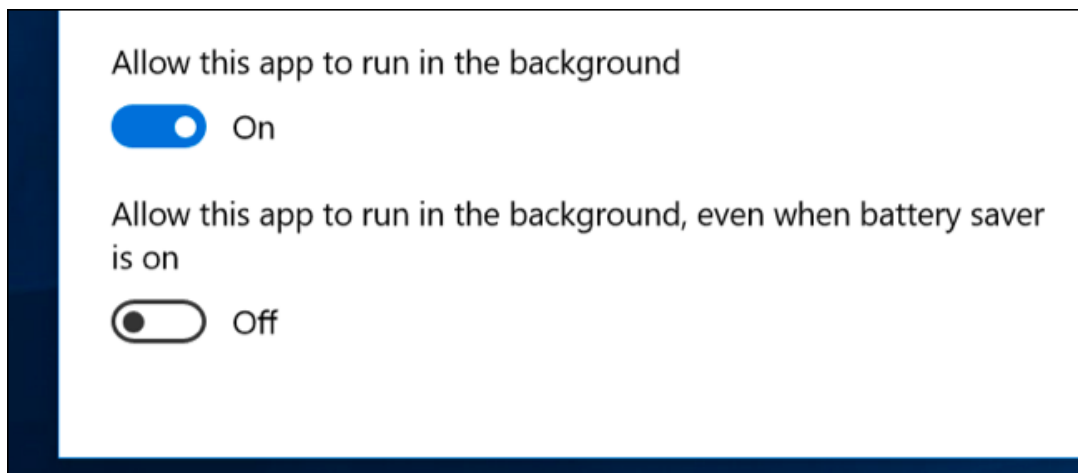 Allow this app to run in the background
On
Allow this app to run in the background, even when battery saver
is on
Off